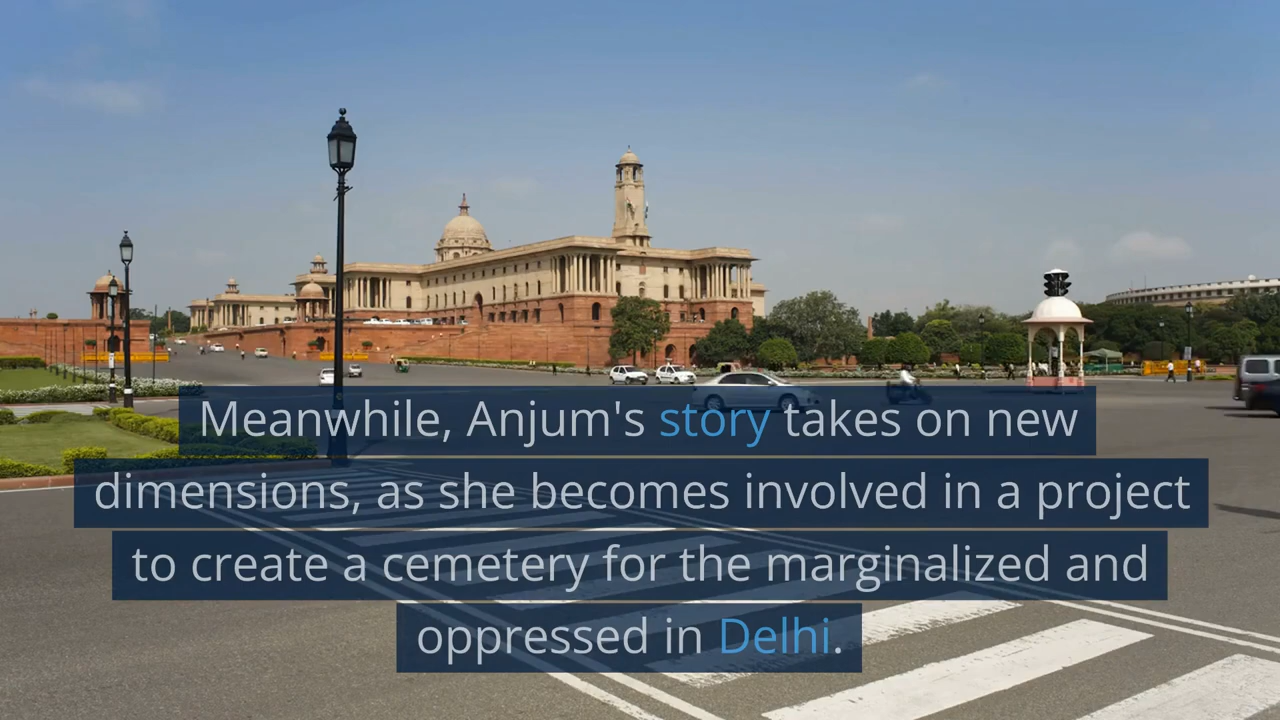 Meanwhile, Anjum's story takes on new
dimensions, as she becomes involved in a project
to create a cemetery for the marginalized and
oppressed in Delhi.